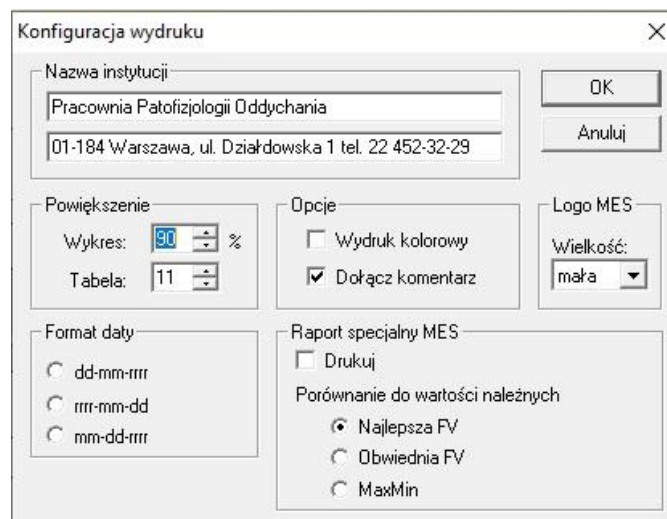 Konfiguracja wydruku
Nazwa instytucji
Pracownia Patofizjologii Oddychania
01-184 Warszawa, ul. Działdowska 1 tel. 22 452-32-29
OK
Anuluj
Powiększenie
Wykres: 90 %
Tabela: 11
Opcje
Wydruk kolorowy
Dołącz komentarz
Logo MES
Wielkość:
mała
Format daty
dd-mm-rrrr
rrrr-mm-dd
mm-dd-rrrr
Raport specjalny MES
Drukuj
Porównanie do wartości należnych
Najlepsza FV
Obwiednia FV
MaxMin